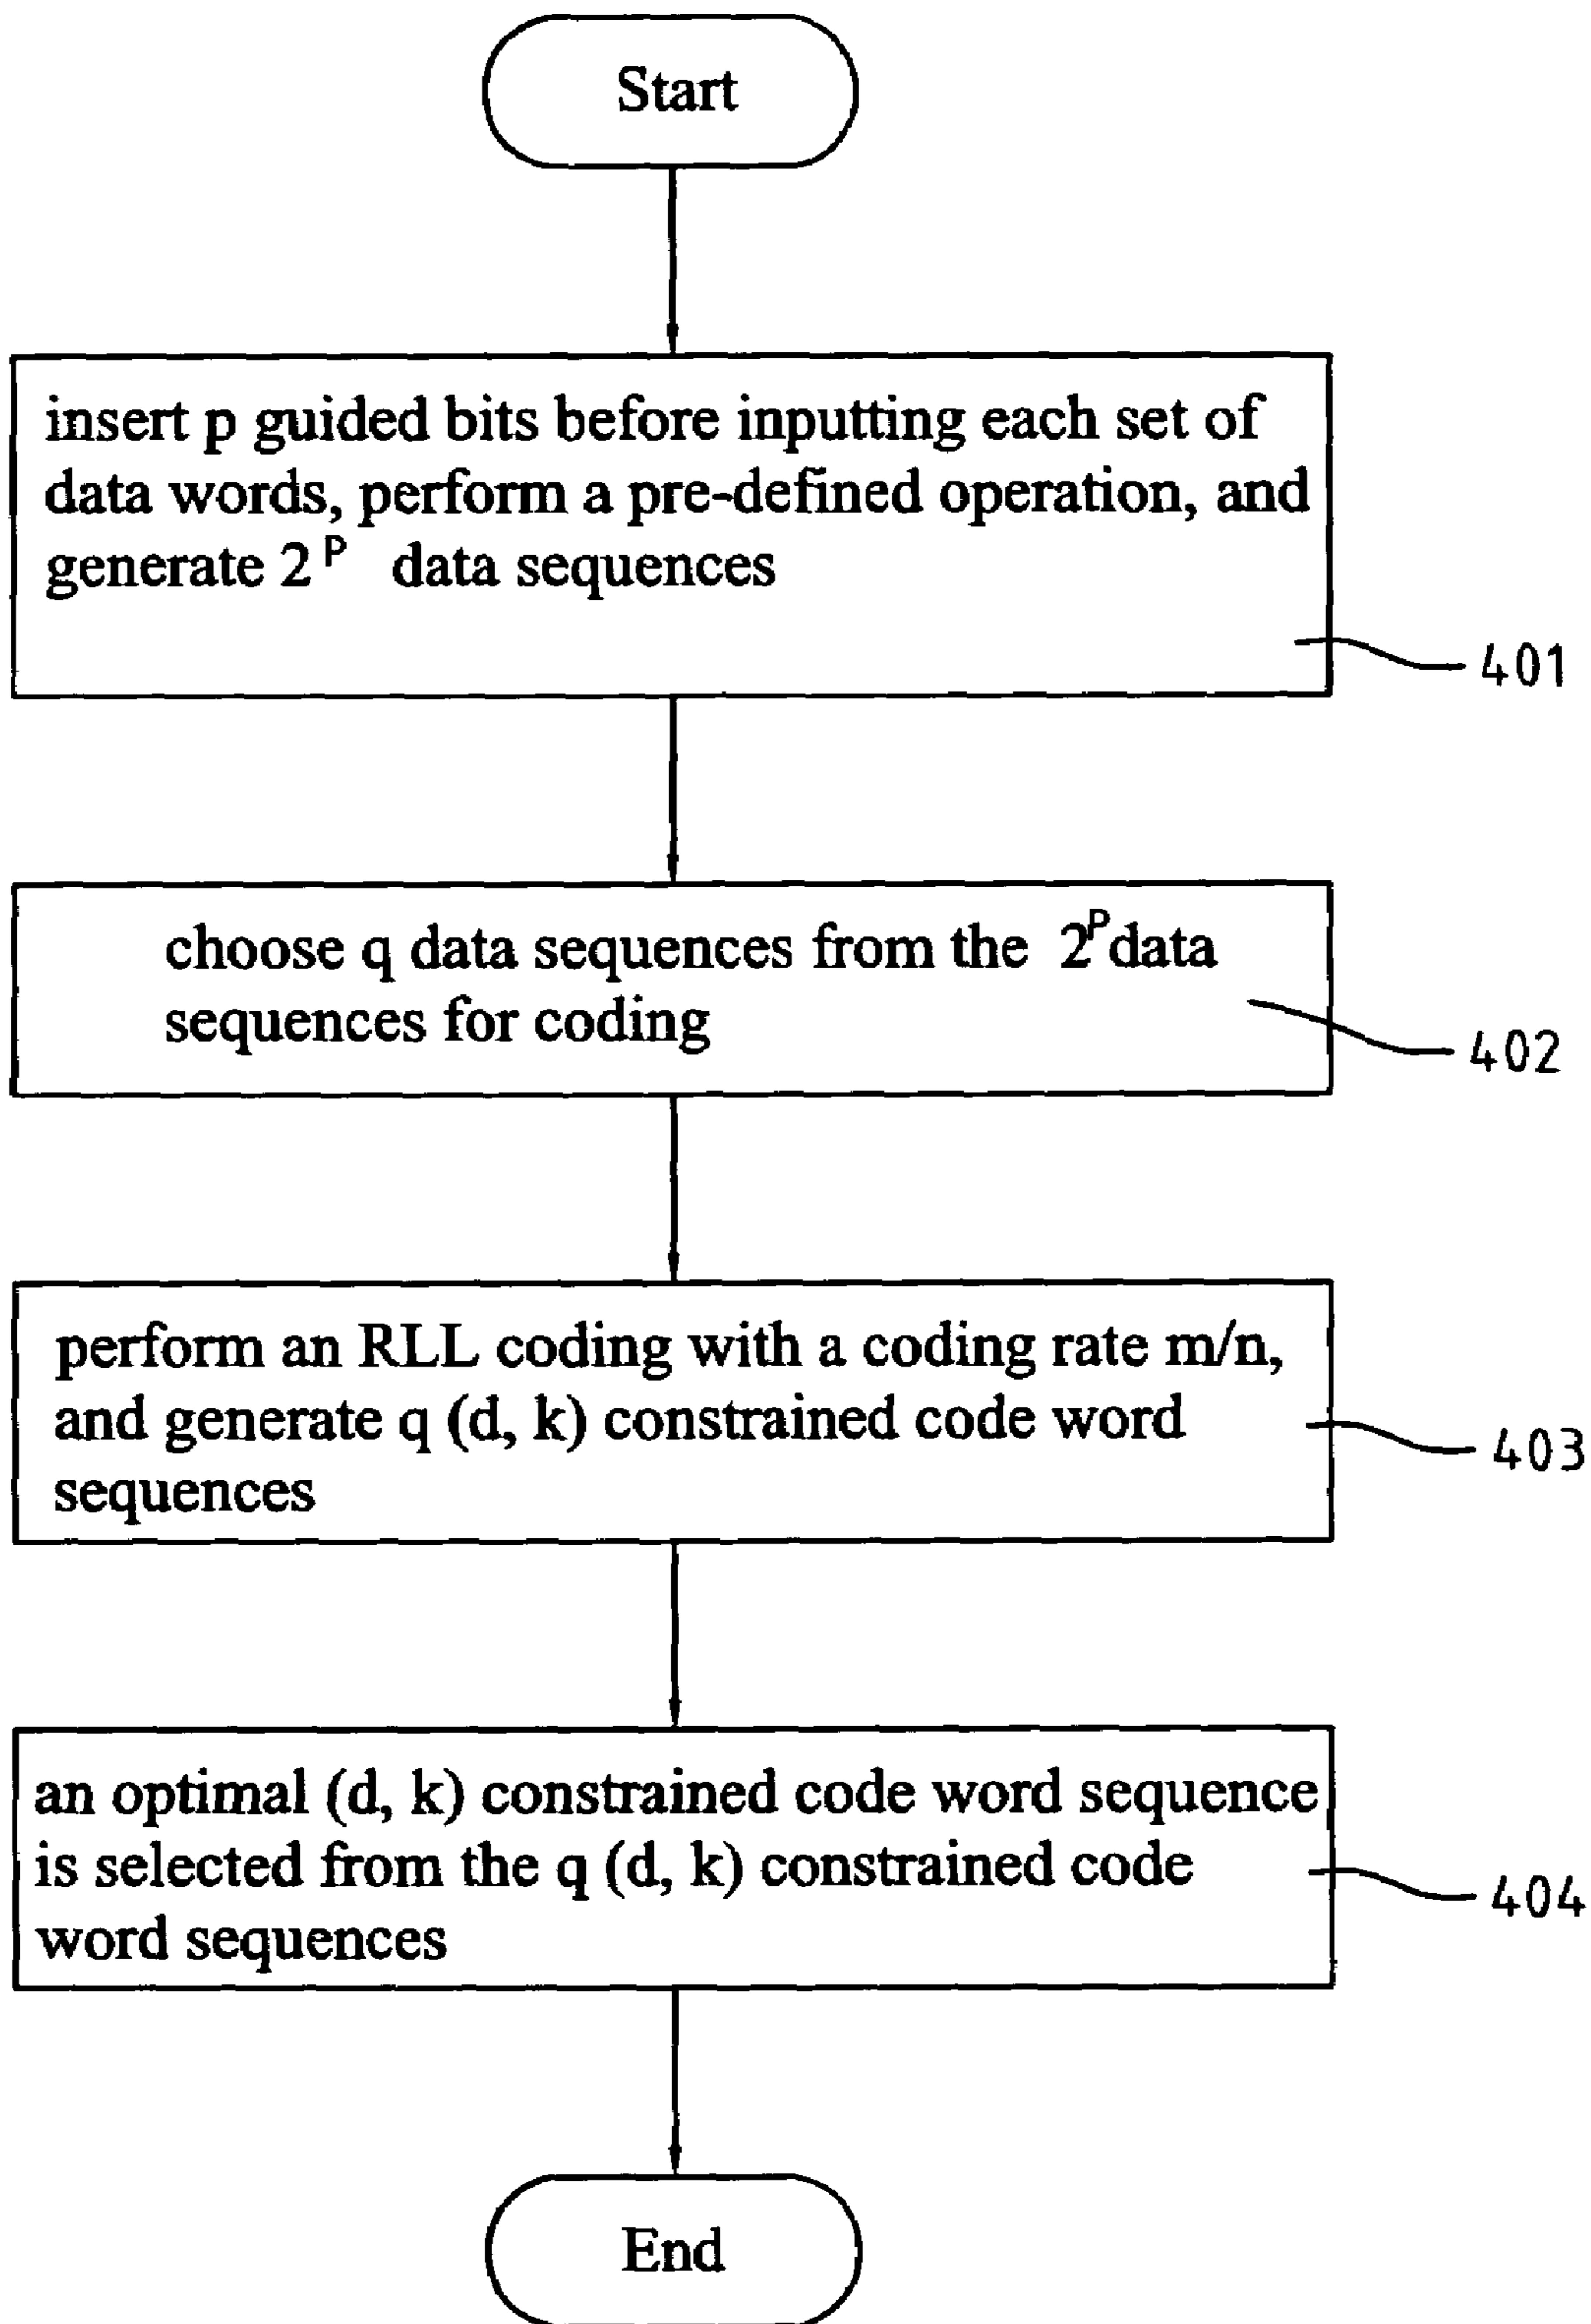 Start
insert p guided bits before inputting each set of
data words, perform a pre-defined operation, and
generate 2^P data sequences
401
choose q data sequences from the 2^P data
sequences for coding
402
perform an RLL coding with a coding rate m/n,
and generate q (d, k) constrained code word
sequences
403
an optimal (d, k) constrained code word sequence
is selected from the q (d, k) constrained code
word sequences
404
End